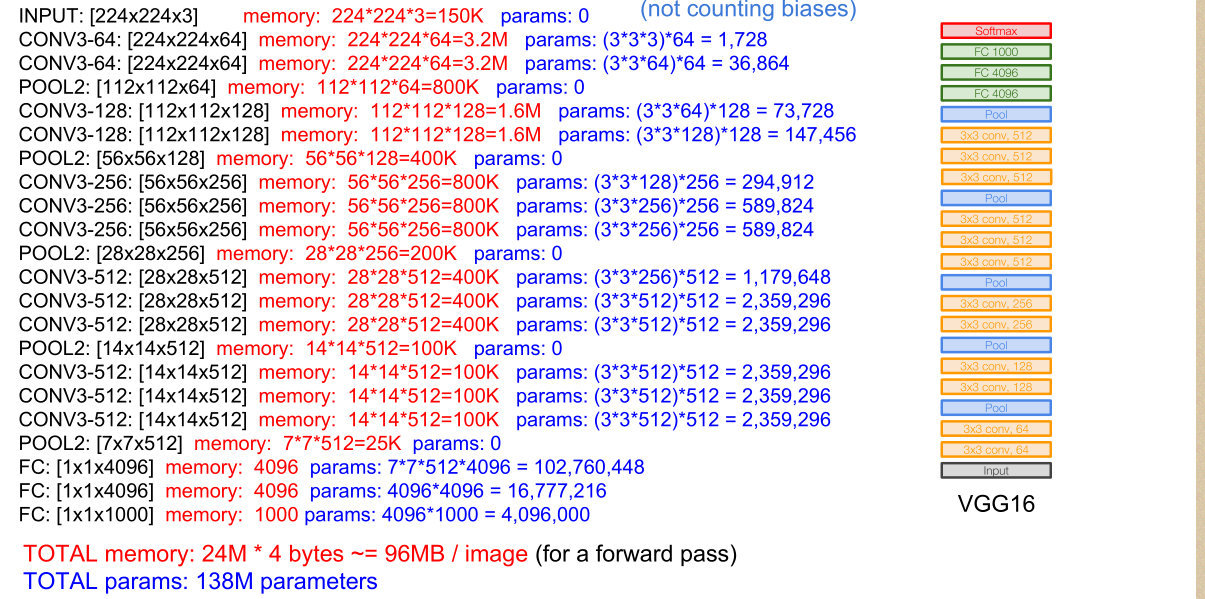 (not counting biases)
INPUT: [224x224x3] memory: 224*224*3=150K params: 0
CONV3-64: [224x224x64] memory: 224*224*64=3.2M params: (3*3*3)*64 = 1,728
CONV3-64: [224x224x64] memory: 224*224*64=3.2M params: (3*3*64)*64 = 36,864
POOL2: [112x112x64] memory: 112*112*64=800K params: 0
CONV3-128: [112x112x128] memory: 112*112*128=1.6M params: (3*3*64)*128 = 73,728
CONV3-128: [112x112x128] memory: 112*112*128=1.6M params: (3*3*128)*128 = 147,456
POOL2: [56x56x128] memory: 56*56*128=400K params: 0
CONV3-256: [56x56x256] memory: 56*56*256=800K params: (3*3*128)*256 = 294,912
CONV3-256: [56x56x256] memory: 56*56*256=800K params: (3*3*256)*256 = 589,824
CONV3-256: [56x56x256] memory: 56*56*256=800K params: (3*3*256)*256 = 589,824
POOL2: [28x28x256] memory: 28*28*256=200K params: 0
CONV3-512: [28x28x512] memory: 28*28*512=400K params: (3*3*256)*512 = 1,179,648
CONV3-512: [28x28x512] memory: 28*28*512=400K params: (3*3*512)*512 = 2,359,296
CONV3-512: [28x28x512] memory: 28*28*512=400K params: (3*3*512)*512 = 2,359,296
POOL2: [14x14x512] memory: 14*14*512=100K params: 0
CONV3-512: [14x14x512] memory: 14*14*512=100K params: (3*3*512)*512 = 2,359,296
CONV3-512: [14x14x512] memory: 14*14*512=100K params: (3*3*512)*512 = 2,359,296
CONV3-512: [14x14x512] memory: 14*14*512=100K params: (3*3*512)*512 = 2,359,296
POOL2: [7x7x512] memory: 7*7*512=25K params: 0
FC: [1x1x4096] memory: 4096 params: 7*7*512*4096 = 102,760,448
FC: [1x1x4096] memory: 4096 params: 4096*4096 = 16,777,216
FC: [1x1x1000] memory: 1000 params: 4096*1000 = 4,096,000
TOTAL memory: 24M * 4 bytes ~= 96MB / image (for a forward pass)
TOTAL params: 138M parameters
Softmax
FC 1000
FC 4096
FC 4096
Pool
3x3 conv, 512
3x3 conv, 512
3x3 conv, 512
Pool
3x3 conv, 512
3x3 conv, 512
3x3 conv, 512
Pool
3x3 conv, 256
3x3 conv, 256
Pool
3x3 conv, 128
3x3 conv, 128
Pool
3x3 conv, 64
3x3 conv, 64
Input
VGG16